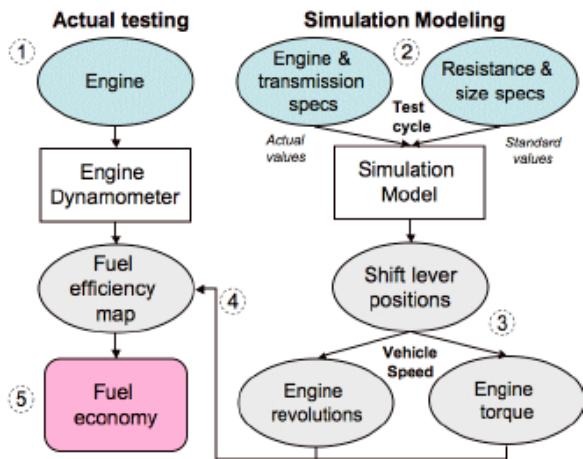 Actual testing
Simulation Modeling
1
Engine
Engine &
transmission
specs
2
Resistance &
size specs
Test
cycle
Actual
values
Standard
values
Engine
Dynamometer
Simulation
Model
Fuel
efficiency
map
4
Shift lever
positions
3
Vehicle
Speed
5
Fuel
economy
Engine
revolutions
Engine
torque